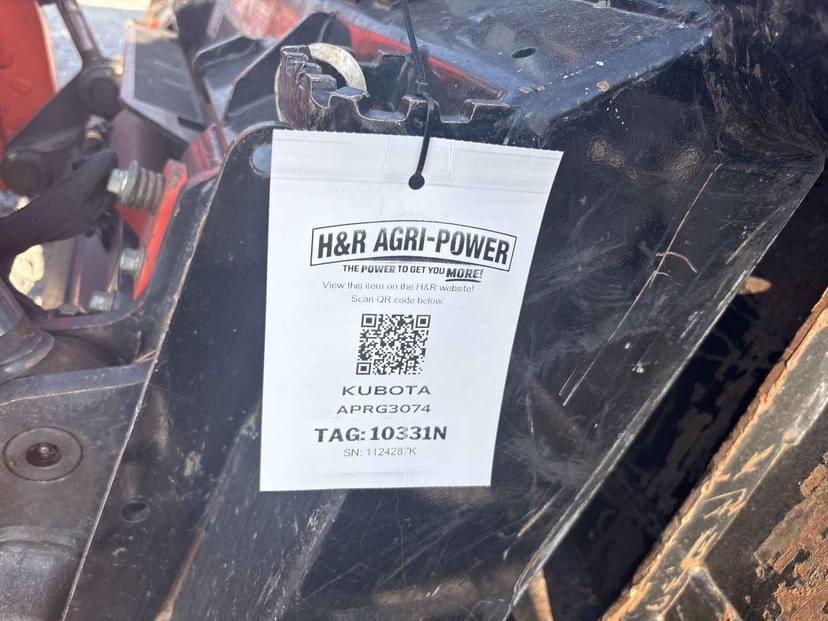 H&R AGRI-POWER
THE POWER TO GET YOU MORE!
View this item on the H&R website!
Scan QR code below.
KUBOTA
APRG3074
TAG: 10331N
SN: 1124287K